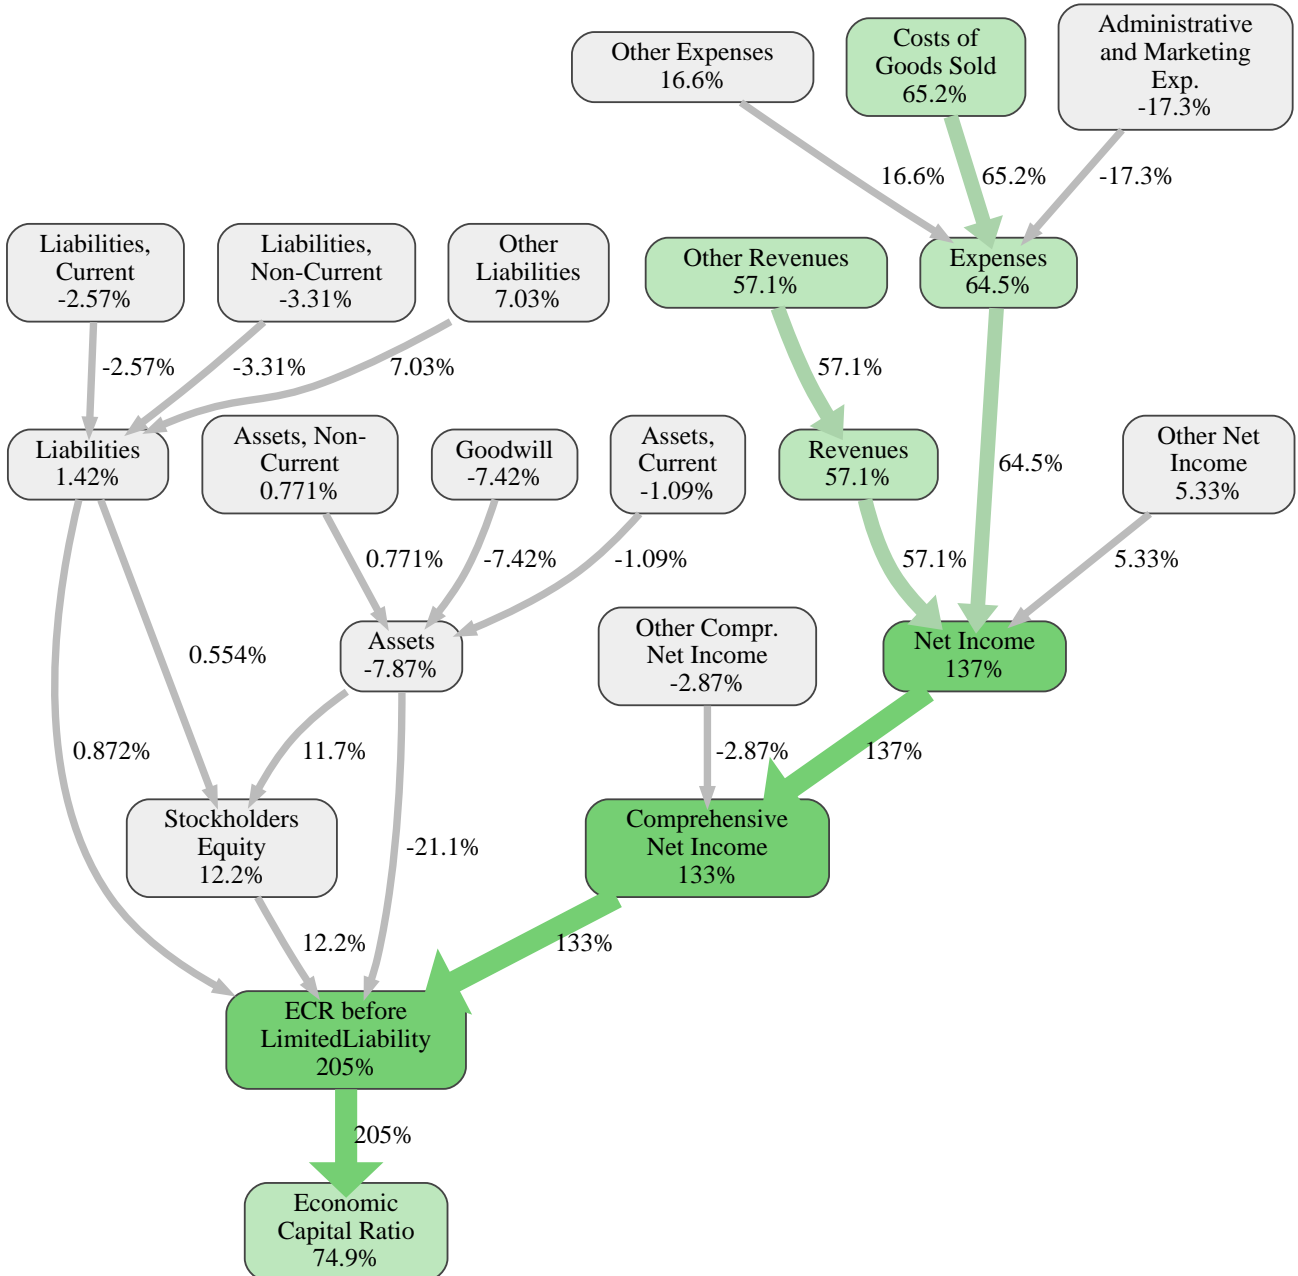 Other Expenses
16.6%
Costs of
Goods Sold
65.2%
Administrative
and Marketing
Exp.
-17.3%
16.6%
65.2%
-17.3%
Liabilities,
Current
-2.57%
Liabilities,
Non-Current
-3.31%
Other
Liabilities
7.03%
Other Revenues
57.1%
Expenses
64.5%
-2.57%
-3.31%
7.03%
57.1%
64.5%
Liabilities
1.42%
Assets, Non-
Current
0.771%
Goodwill
-7.42%
Assets,
Current
-1.09%
Revenues
57.1%
Other Net
Income
5.33%
0.771%
-7.42%
-1.09%
57.1%
5.33%
0.554%
Assets
-7.87%
Other Compr.
Net Income
-2.87%
Net Income
137%
0.872%
11.7%
-2.87%
137%
Stockholders
Equity
12.2%
-21.1%
Comprehensive
Net Income
133%
12.2%
133%
ECR before
LimitedLiability
205%
205%
Economic
Capital Ratio
74.9%